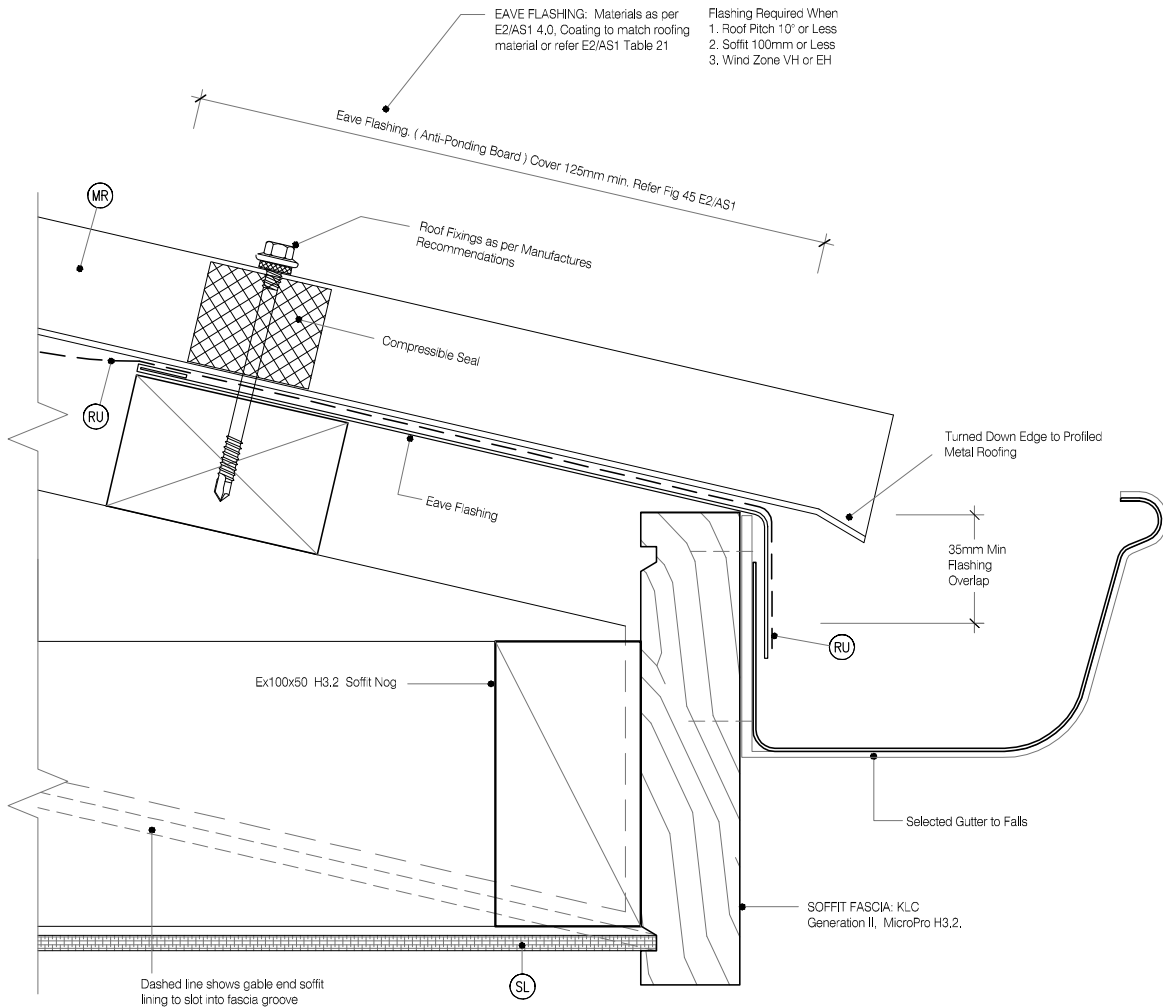 EAVE FLASHING: Materials as per
E2/AS1 4.0, Coating to match roofing
material or refer E2/AS1 Table 21
Flashing Required When
1. Roof Pitch 10° or Less
2. Soffit 100mm or Less
3. Wind Zone VH or EH
Eave Flashing. ( Anti-Ponding Board ) Cover 125mm min. Refer Fig 45 E2/AS1
MR
Roof Fixings as per Manufactures
Recommendations
Compressible Seal
RU
Eave Flashing
Turned Down Edge to Profiled
Metal Roofing
35mm Min
Flashing
Overlap
RU
Ex100x50 H3.2 Soffit Nog
Selected Gutter to Falls
SOFFIT FASCIA: KLC
Generation II, MicroPro H3.2.
SL
Dashed line shows gable end soffit
lining to slot into fascia groove